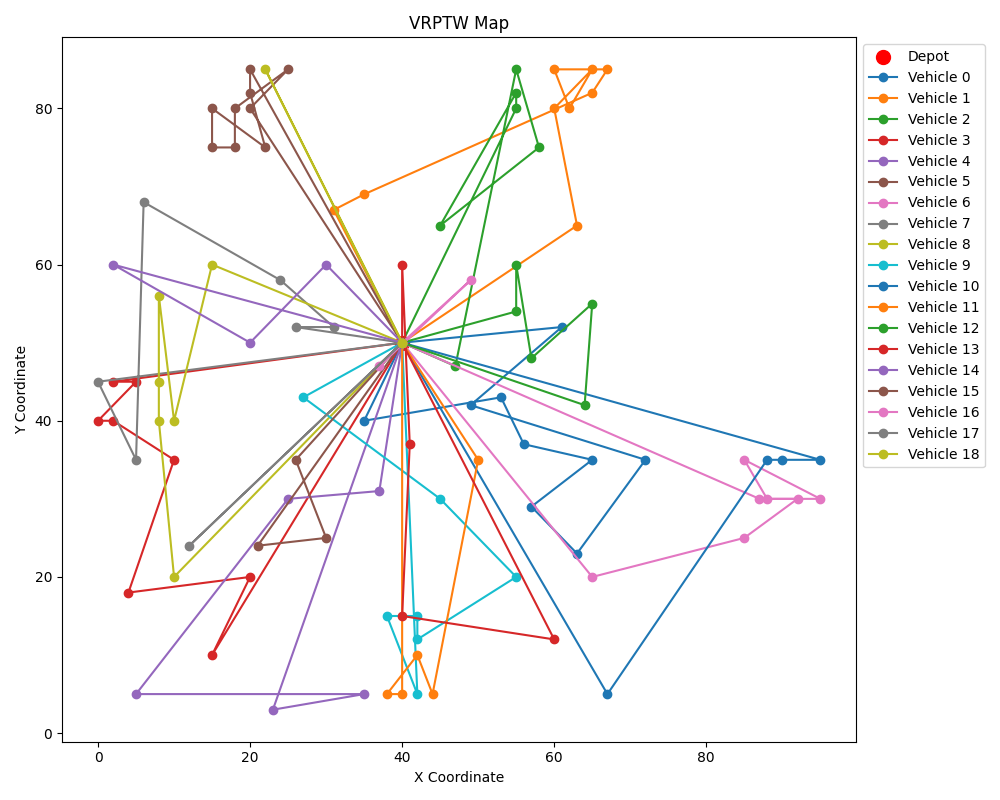 VRPTW Map
Y Coordinate
80
60
40
20
0
0 20 40 60 80
X Coordinate
Depot
Vehicle 0
Vehicle 1
Vehicle 2
Vehicle 3
Vehicle 4
Vehicle 5
Vehicle 6
Vehicle 7
Vehicle 8
Vehicle 9
Vehicle 10
Vehicle 11
Vehicle 12
Vehicle 13
Vehicle 14
Vehicle 15
Vehicle 16
Vehicle 17
Vehicle 18